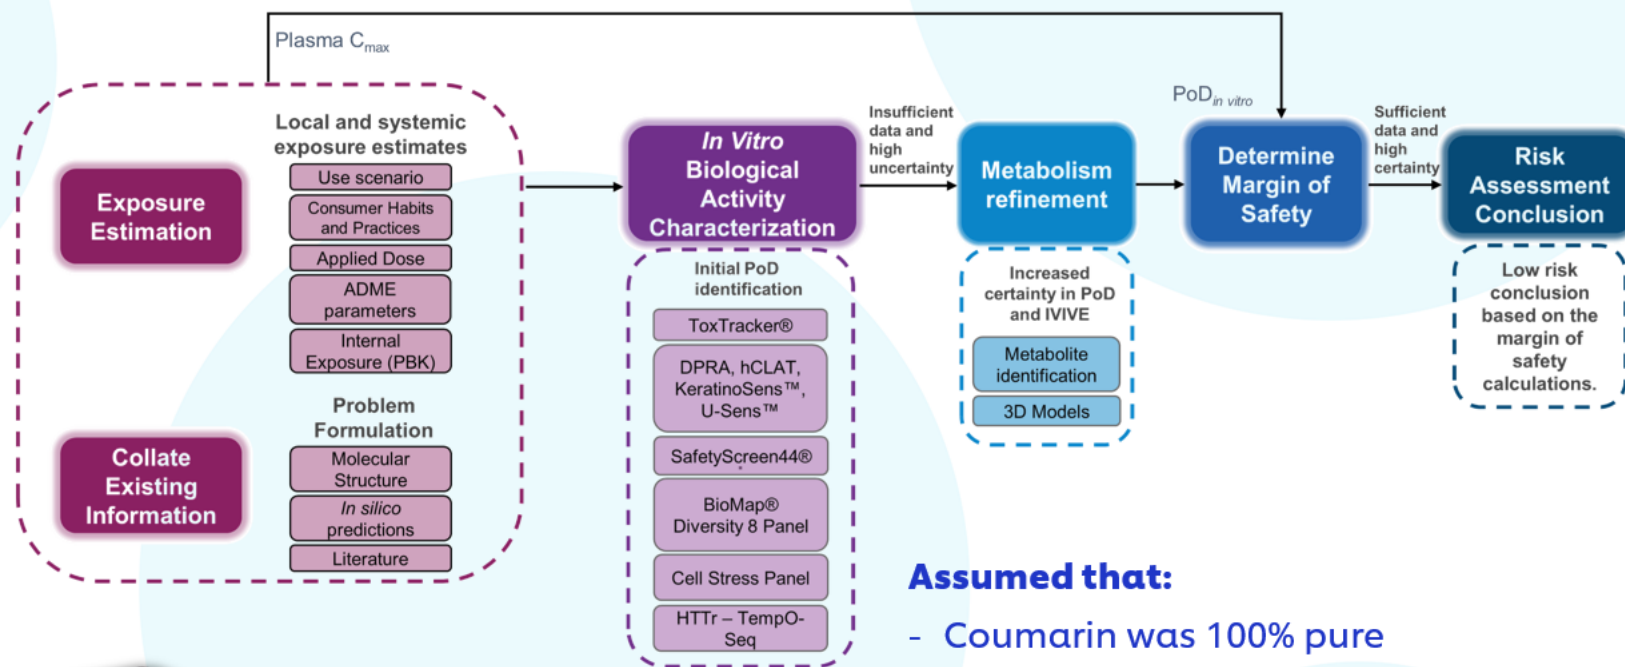 Plasma Cmax
Local and systemic
exposure estimates
Exposure
Estimation
Use scenario
Consumer Habits
and Practices
Applied Dose
ADME
parameters
Internal
Exposure (PBK)
Problem
Formulation
Collate
Existing
Information
Molecular
Structure
In silico
predictions
Literature
In Vitro
Biological
Activity
Characterization
Initial PoD
identification
ToxTracker®
DPRA, hCLAT,
KeratinoSens™,
U-Sens™
SafetyScreen44®
BioMap®
Diversity 8 Panel
Cell Stress Panel
HTTr – TempO-
Seq
Insufficient
data and
high
uncertainty
Metabolism
refinement
Increased
certainty in PoD
and IVIVE
Metabolite
identification
3D Models
PoDin vitro
Determine
Margin of
Safety
Sufficient
data and
high
certainty
Risk
Assessment
Conclusion
Low risk
conclusion
based on the
margin of
safety
calculations.
Assumed that:
- Coumarin was 100% pure